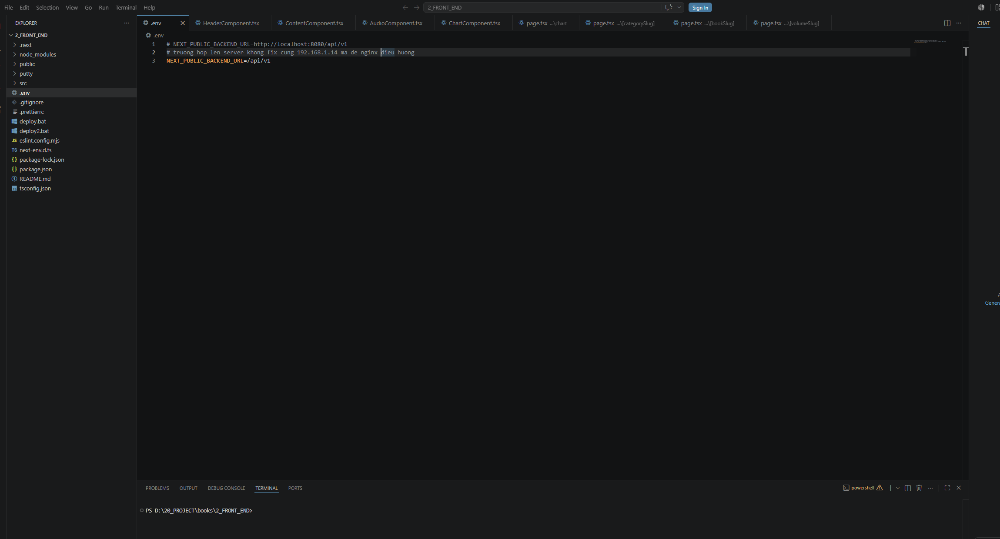 File Edit Selection View Go Run Terminal Help
2_FRONT_END
Sign In
EXPLORER
2_FRONT_END
.next
node_modules
public
putty
src
.env
.gitignore
.prettierrc
deploy.bat
deploy2.bat
JS eslint.config.mjs
TS next-env.d.ts
{} package-lock.json
{} package.json
README.md
TS tsconfig.json
.env
HeaderComponent.tsx
ContentComponent.tsx
AudioComponent.tsx
ChartComponent.tsx
page.tsx ...\chart
page.tsx ...\[categorySlug]
page.tsx ...\[bookSlug]
page.tsx ...\[volumeSlug]
.env
1 # NEXT_PUBLIC_BACKEND_URL=http://localhost:8080/api/v1
2 # truong hop len server khong fix cung 192.168.1.14 ma de nginx dieu huong
3 NEXT_PUBLIC_BACKEND_URL=/api/v1
CHAT
Genera
PROBLEMS OUTPUT DEBUG CONSOLE TERMINAL PORTS
powershell
PS D:\20_PROJECT\books\2_FRONT_END>